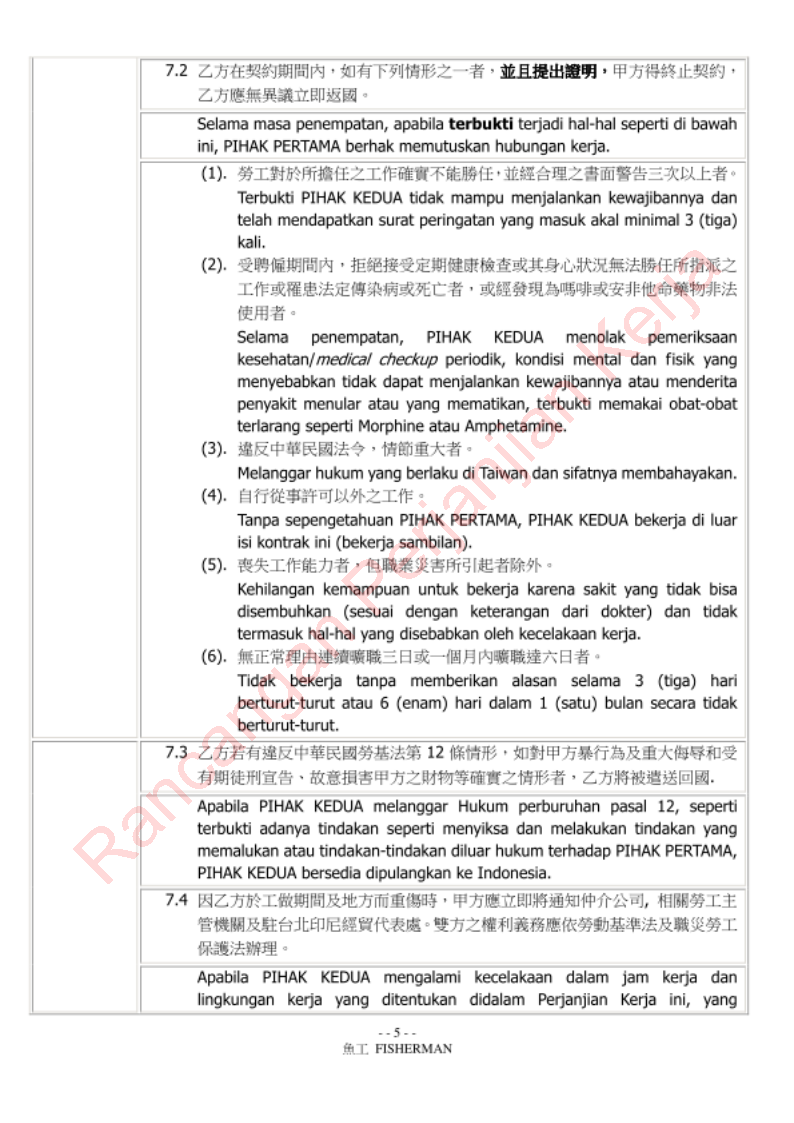 7.2 乙方在契約期間內，如有下列情形之一者，並且提出證明，甲方得終止契約，
乙方應無異議立即返國。
Selama masa penempatan, apabila terbukti terjadi hal-hal seperti di bawah
ini, PIHAK PERTAMA berhak memutuskan hubungan kerja.
(1). 勞工對於所擔任之工作確實不能勝任，並經合理之書面警告三次以上者。
Terbukti PIHAK KEDUA tidak mampu menjalankan kewajibannya dan
telah mendapatkan surat peringatan yang masuk akal minimal 3 (tiga)
kali.
(2). 受聘僱期間內，拒絕接受定期健康檢查或其身心狀況無法勝任所指派之
工作或罹患法定傳染病或死亡者，或經發現為嗎啡或安非他命藥物非法
使用者。
Selama penempatan, PIHAK KEDUA menolak pemeriksaan
kesehatan/medical checkup periodik, kondisi mental dan fisik yang
menyebabkan tidak dapat menjalankan kewajibannya atau menderita
penyakit menular atau yang mematikan, terbukti memakai obat-obat
terlarang seperti Morphine atau Amphetamine.
(3). 違反中華民國法令，情節重大者。
Melanggar hukum yang berlaku di Taiwan dan sifatnya membahayakan.
(4). 自行從事許可以外之工作。
Tanpa sepengetahuan PIHAK PERTAMA, PIHAK KEDUA bekerja di luar
isi kontrak ini (bekerja sambilan).
(5). 喪失工作能力者，但職業災害所引起者除外。
Kehilangan kemampuan untuk bekerja karena sakit yang tidak bisa
disembuhkan (sesuai dengan keterangan dari dokter) dan tidak
termasuk hal-hal yang disebabkan oleh kecelakaan kerja.
(6). 無正常理由連續曠職三日或一個月內曠職達六日者。
Tidak bekerja tanpa memberikan alasan selama 3 (tiga) hari
berturut-turut atau 6 (enam) hari dalam 1 (satu) bulan secara tidak
berturut-turut.
7.3 乙方若有違反中華民國勞基法第 12 條情形，如對甲方暴行為及重大侮辱和受
有期徒刑宣告、故意損害甲方之財物等確實之情形者，乙方將被遣送回國.
Apabila PIHAK KEDUA melanggar Hukum perburuhan pasal 12, seperti
terbukti adanya tindakan seperti menyiksa dan melakukan tindakan yang
memalukan atau tindakan-tindakan diluar hukum terhadap PIHAK PERTAMA,
PIHAK KEDUA bersedia dipulangkan ke Indonesia.
7.4 因乙方於工做期間及地方而重傷時，甲方應立即將通知仲介公司, 相關勞工主
管機關及駐台北印尼經貿代表處。雙方之權利義務應依勞動基準法及職災勞工
保護法辦理。
Apabila PIHAK KEDUA mengalami kecelakaan dalam jam kerja dan
lingkungan kerja yang ditentukan didalam Perjanjian Kerja ini, yang
Rancangan Perjanjian Kerja
- - 5 - -
魚工 FISHERMAN